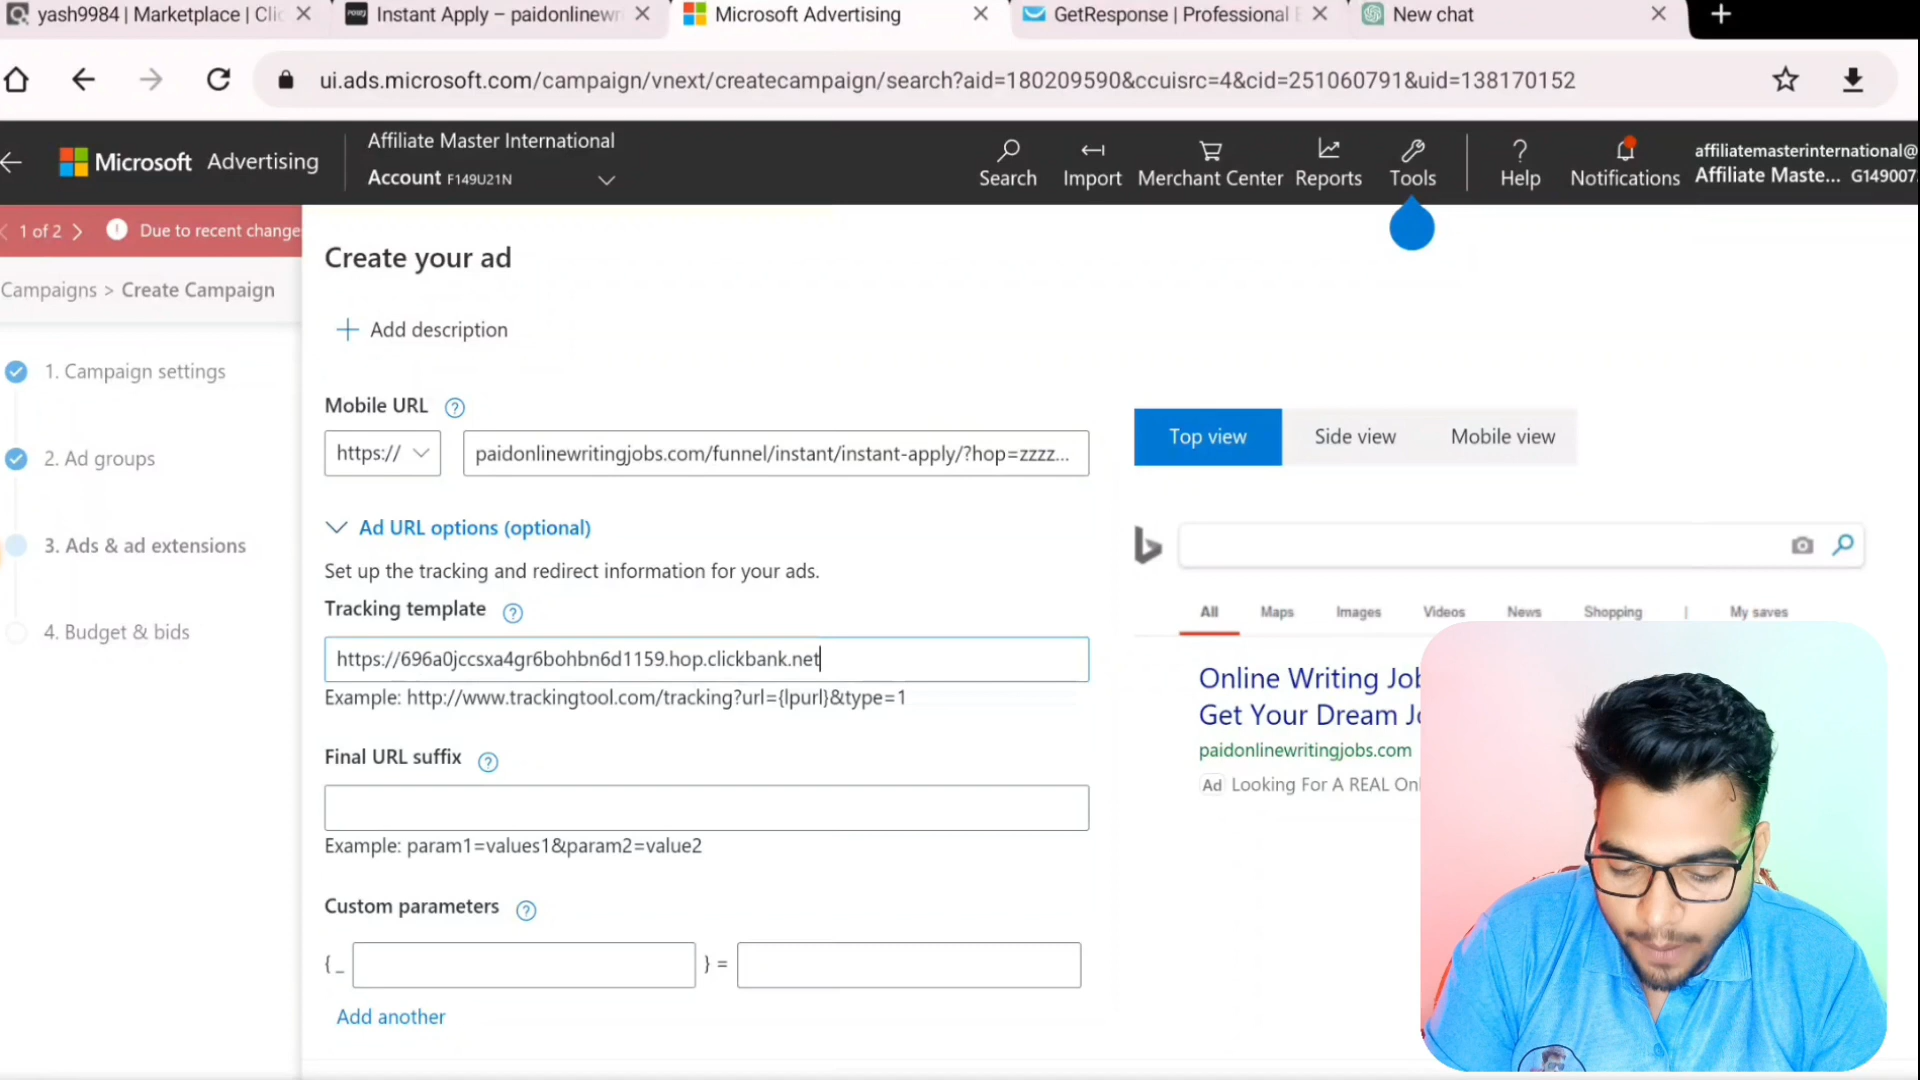 yash9984 | Marketplace | Clic
Instant Apply – paidonlinewr
Microsoft Advertising
GetResponse | Professional E
New chat
ui.ads.microsoft.com/campaign/vnext/createcampaign/search?aid=180209590&ccuisrc=4&cid=251060791&uid=138170152
Microsoft Advertising
Affiliate Master International
Account F149U21N
Search
Import
Merchant Center
Reports
Tools
Help
Notifications
affiliatemasterinternational@
Affiliate Maste... G149007
1 of 2
Due to recent change
Campaigns > Create Campaign
1. Campaign settings
2. Ad groups
3. Ads & ad extensions
4. Budget & bids
Create your ad
Add description
Mobile URL
https://
paidonlinewritingjobs.com/funnel/instant/instant-apply/?hop=zzzz...
Ad URL options (optional)
Set up the tracking and redirect information for your ads.
Tracking template
https://696a0jccsxa4gr6bohbn6d1159.hop.clickbank.net
Example: http://www.trackingtool.com/tracking?url={lpurl}&type=1
Final URL suffix
Example: param1=values1&param2=value2
Custom parameters
{_ } =
Add another
Top view
Side view
Mobile view
All
Maps
Images
Videos
News
Shopping
|
My saves
Online Writing Job
Get Your Dream Jo
paidonlinewritingjobs.com
Ad Looking For A REAL Onl